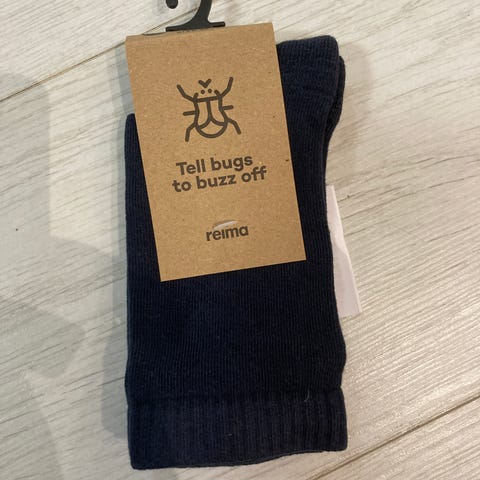 Tell bugs
to buzz off
reima